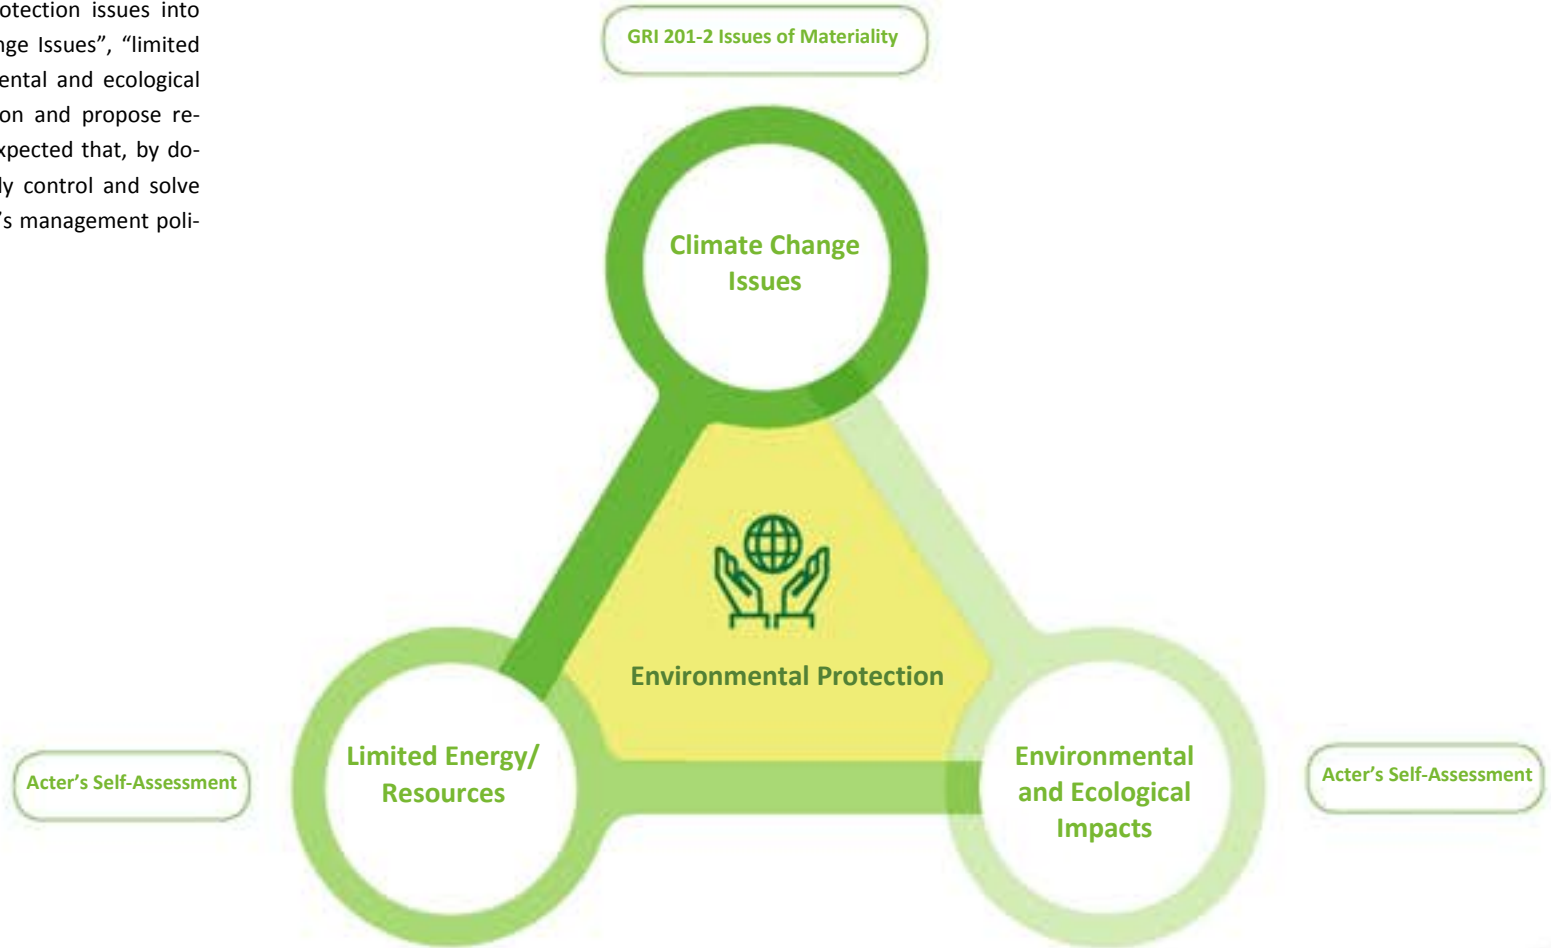 otection issues into
nge Issues”, “limited
ental and ecological
on and propose re-
xpected that, by do-
ly control and solve
’s management poli-
GRI 201-2 Issues of Materiality
Climate Change
Issues
Environmental Protection
Limited Energy/
Resources
Acter’s Self-Assessment
Environmental
and Ecological
Impacts
Acter’s Self-Assessment